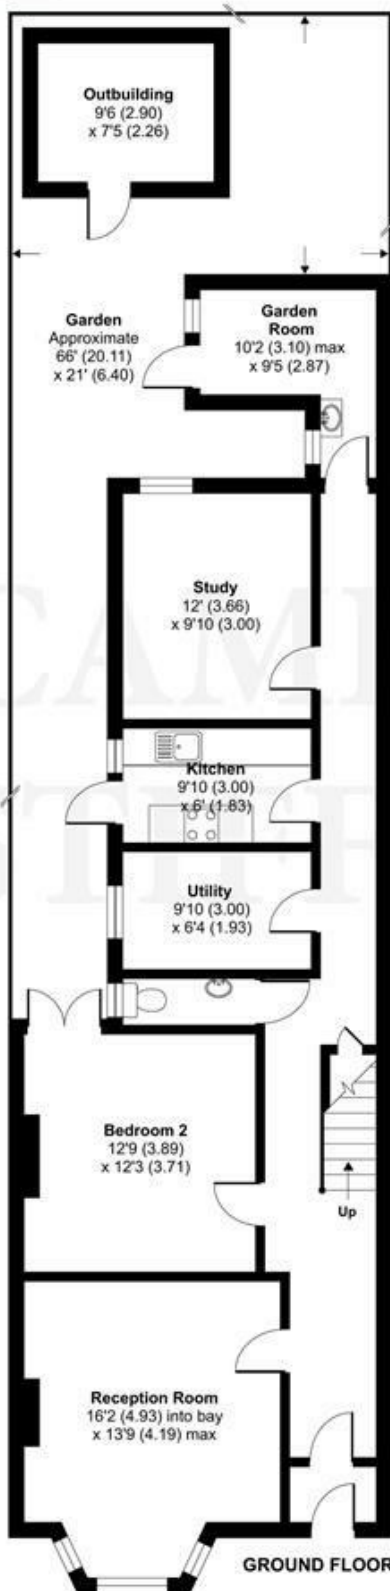 Outbuilding
9'6 (2.90)
x 7'5 (2.26)
Garden
Approximate
66' (20.11)
x 21' (6.40)
Garden
Room
10'2 (3.10) max
x 9'5 (2.87)
Study
12' (3.66)
x 9'10 (3.00)
Kitchen
9'10 (3.00)
x 6' (1.83)
Utility
9'10 (3.00)
x 6'4 (1.93)
Bedroom 2
12'9 (3.89)
x 12'3 (3.71)
Up
Reception Room
16'2 (4.93) into bay
x 13'9 (4.19) max
GROUND FLOOR